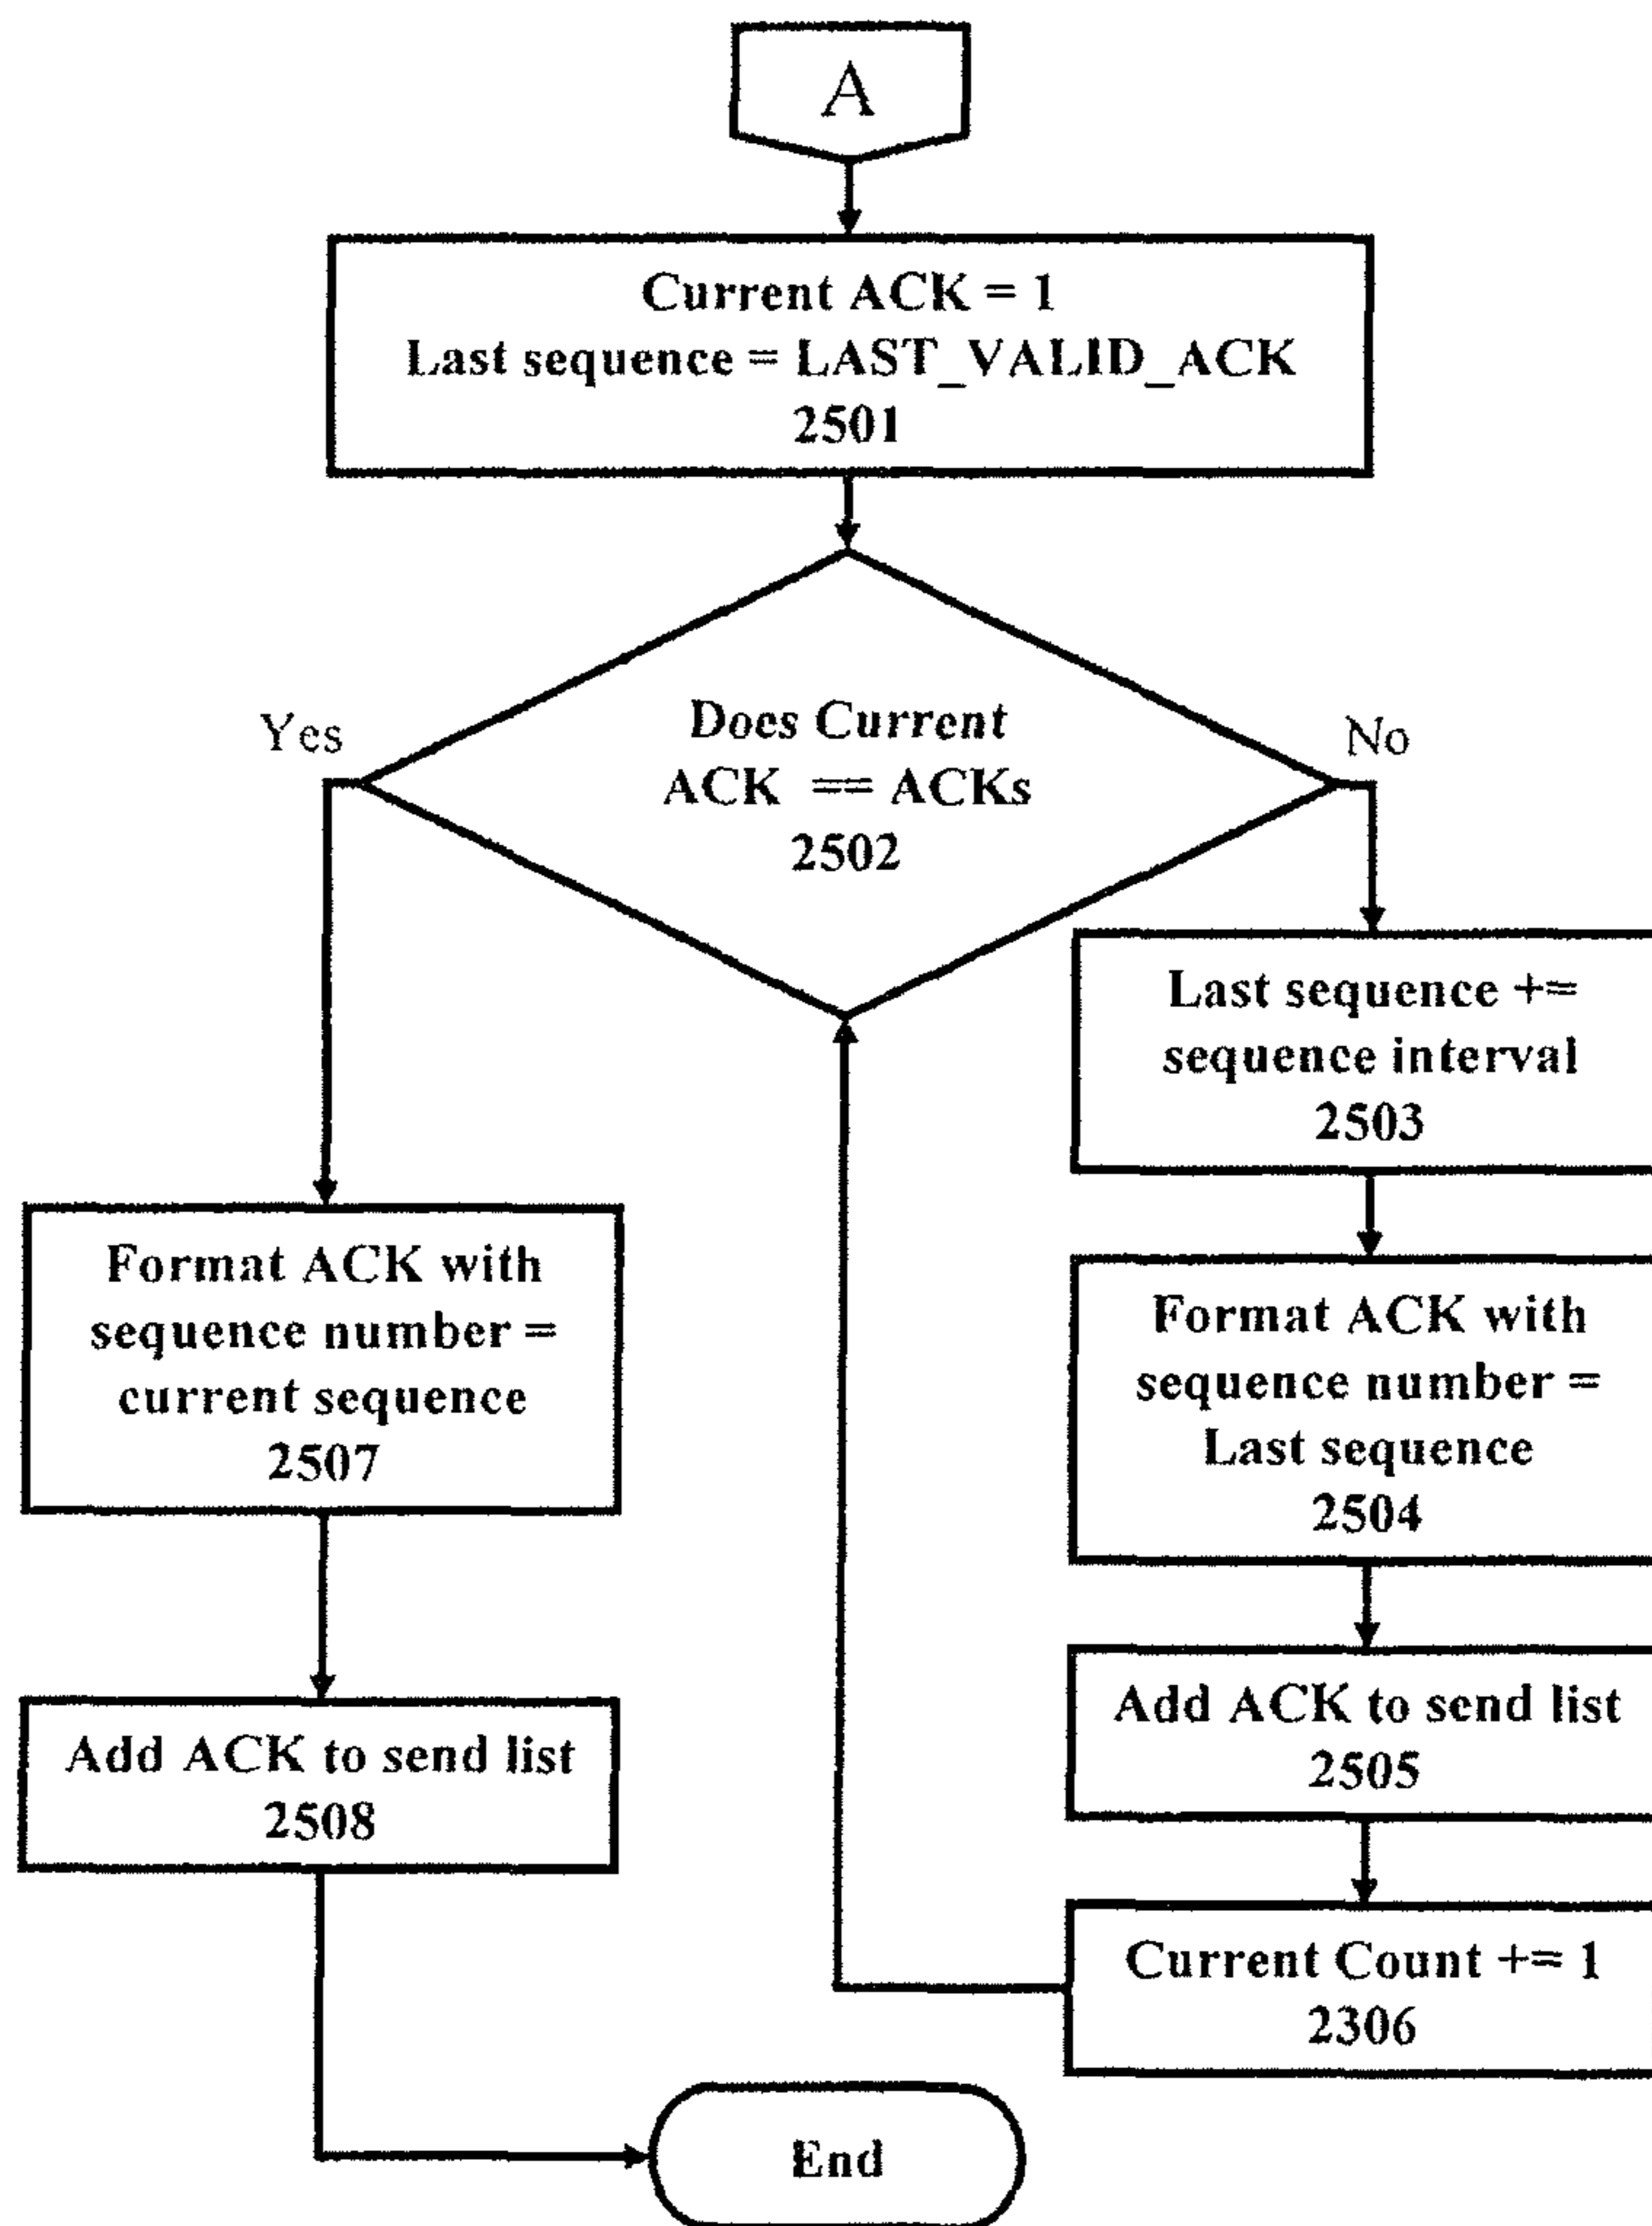 A
Current ACK = 1
Last sequence = LAST_VALID_ACK
2501
Does Current
ACK == ACKs
2502
Yes
No
Last sequence +=
sequence interval
2503
Format ACK with
sequence number =
Last sequence
2504
Add ACK to send list
2505
Current Count += 1
2306
Format ACK with
sequence number =
current sequence
2507
Add ACK to send list
2508
End